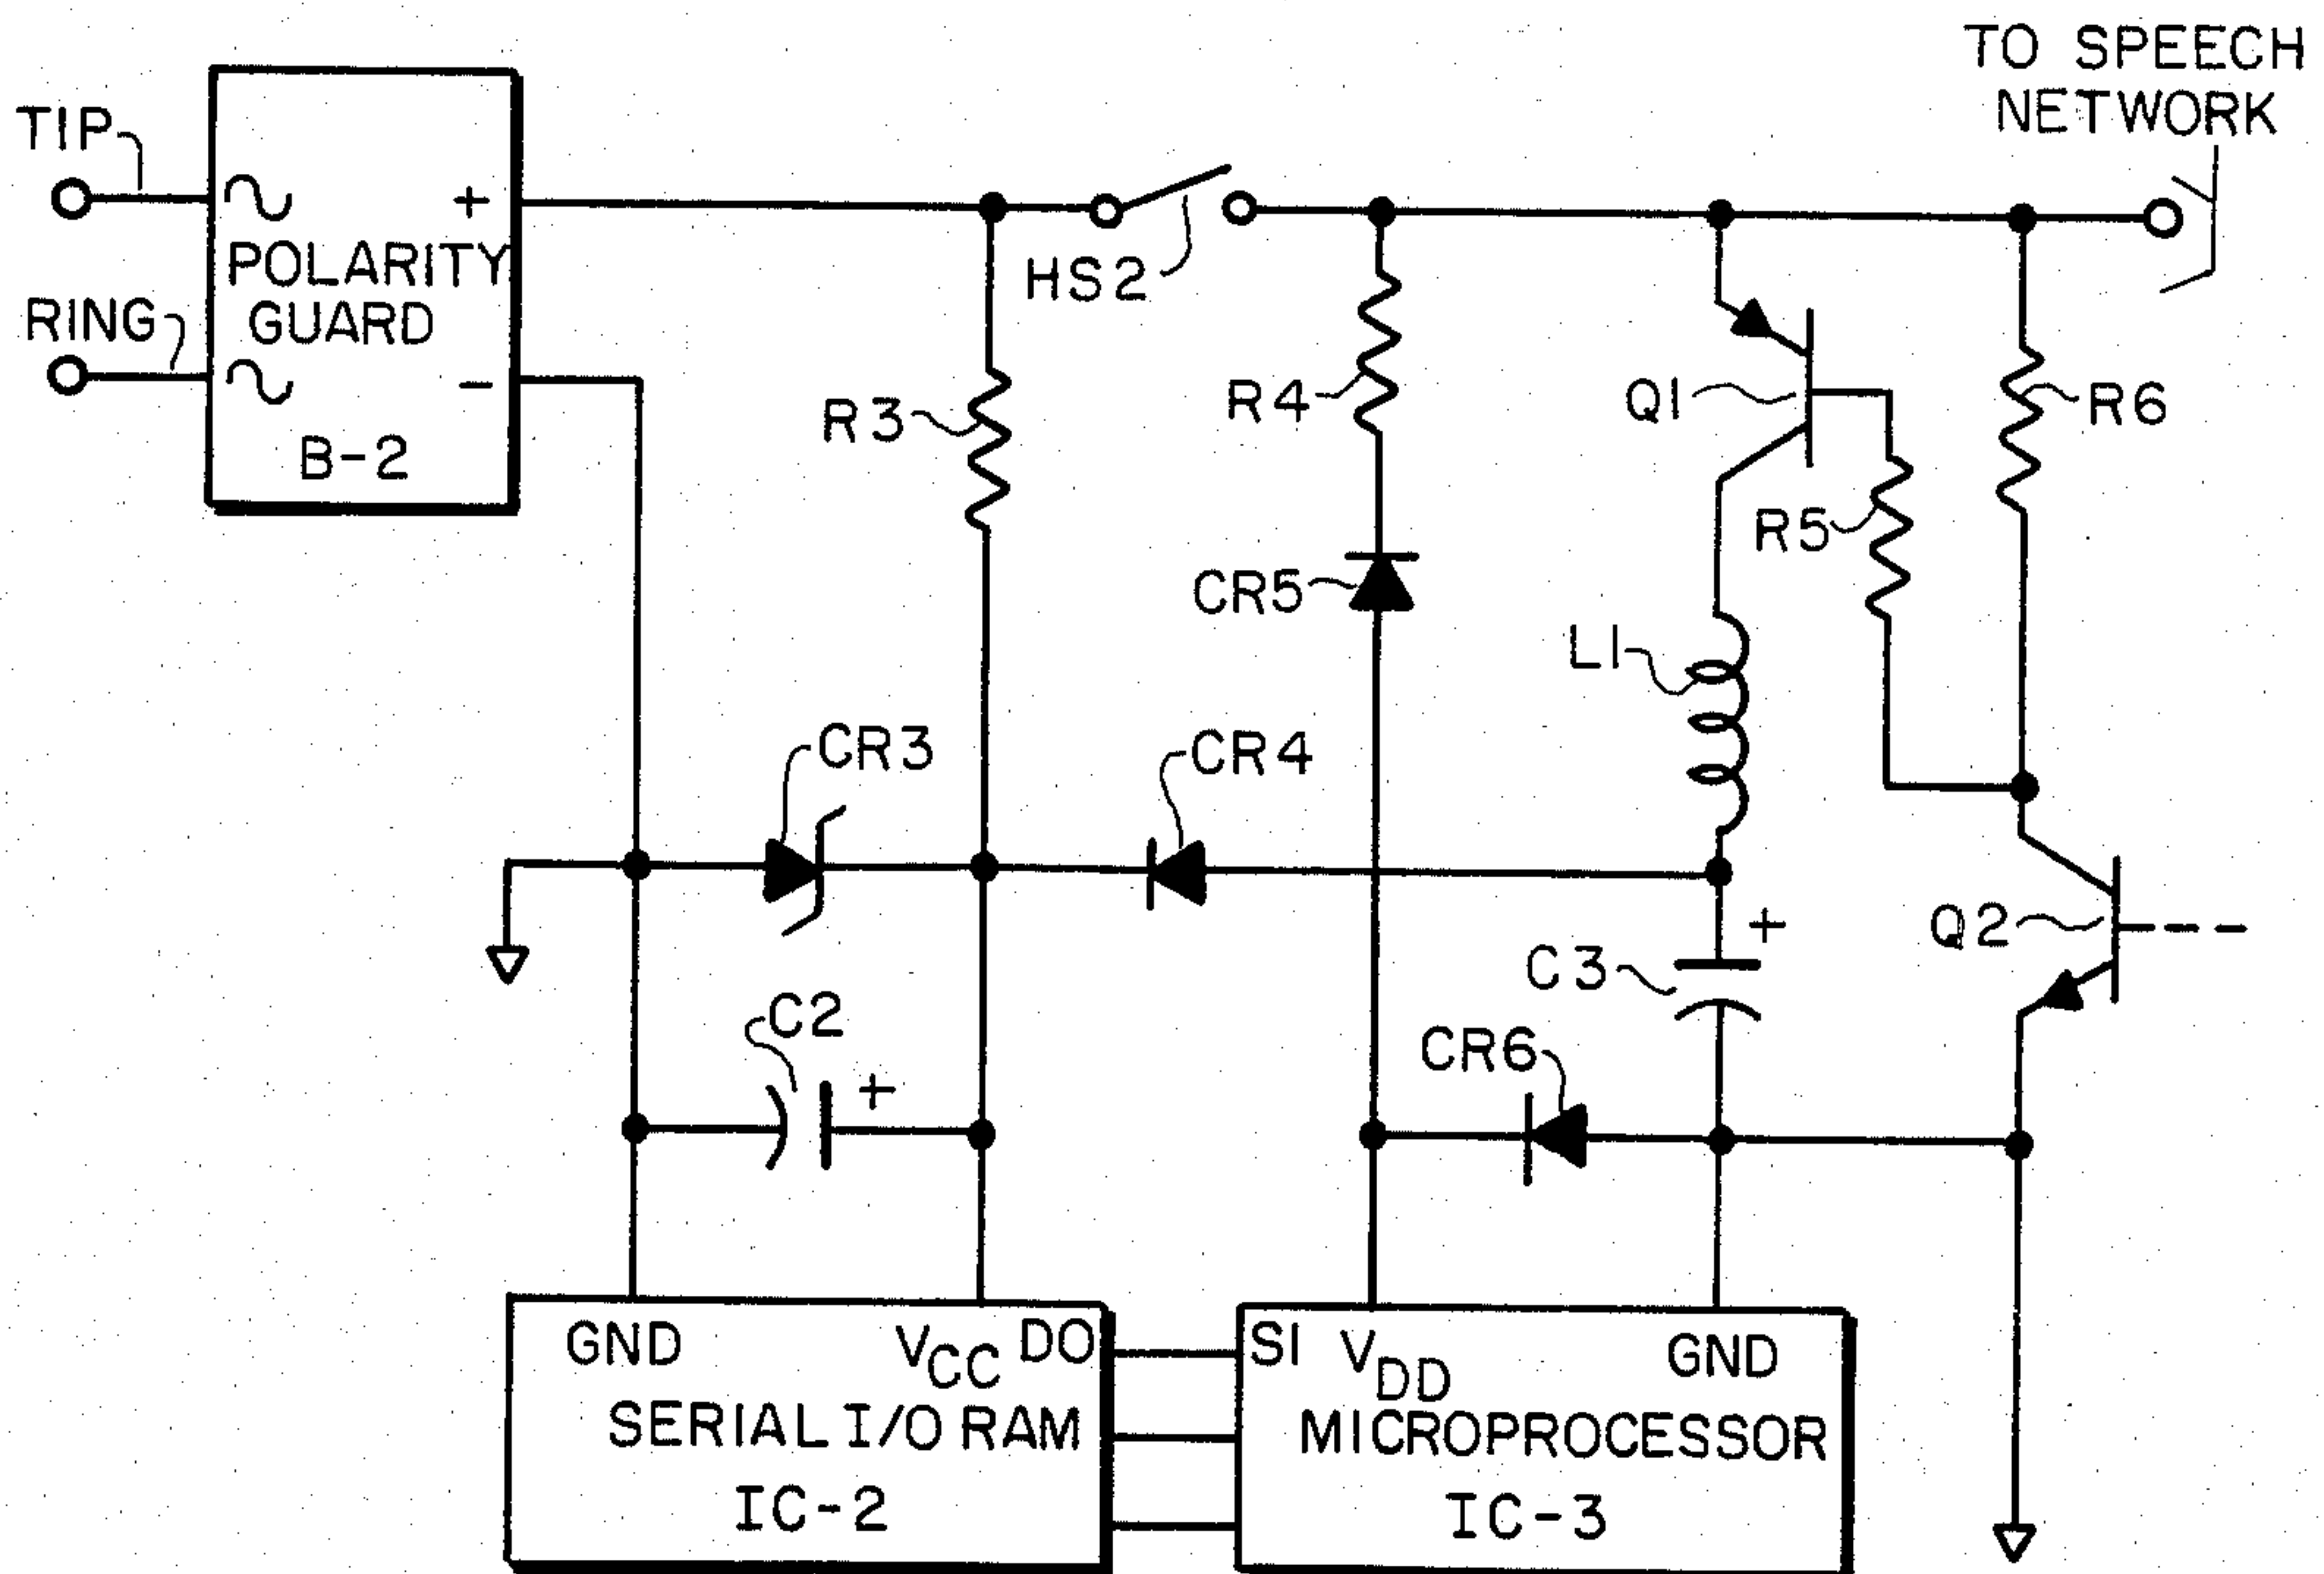 TO SPEECH
NETWORK
TIP
+
POLARITY
RING
GUARD
HS2
−
B-2
R3
R4
Q1
R6
R5
CR5
L1
CR3
CR4
+
Q2
C3
C2
+
CR6
GND VCC DO
SERIAL I/O RAM
IC-2
SI VDD GND
MICROPROCESSOR
IC-3